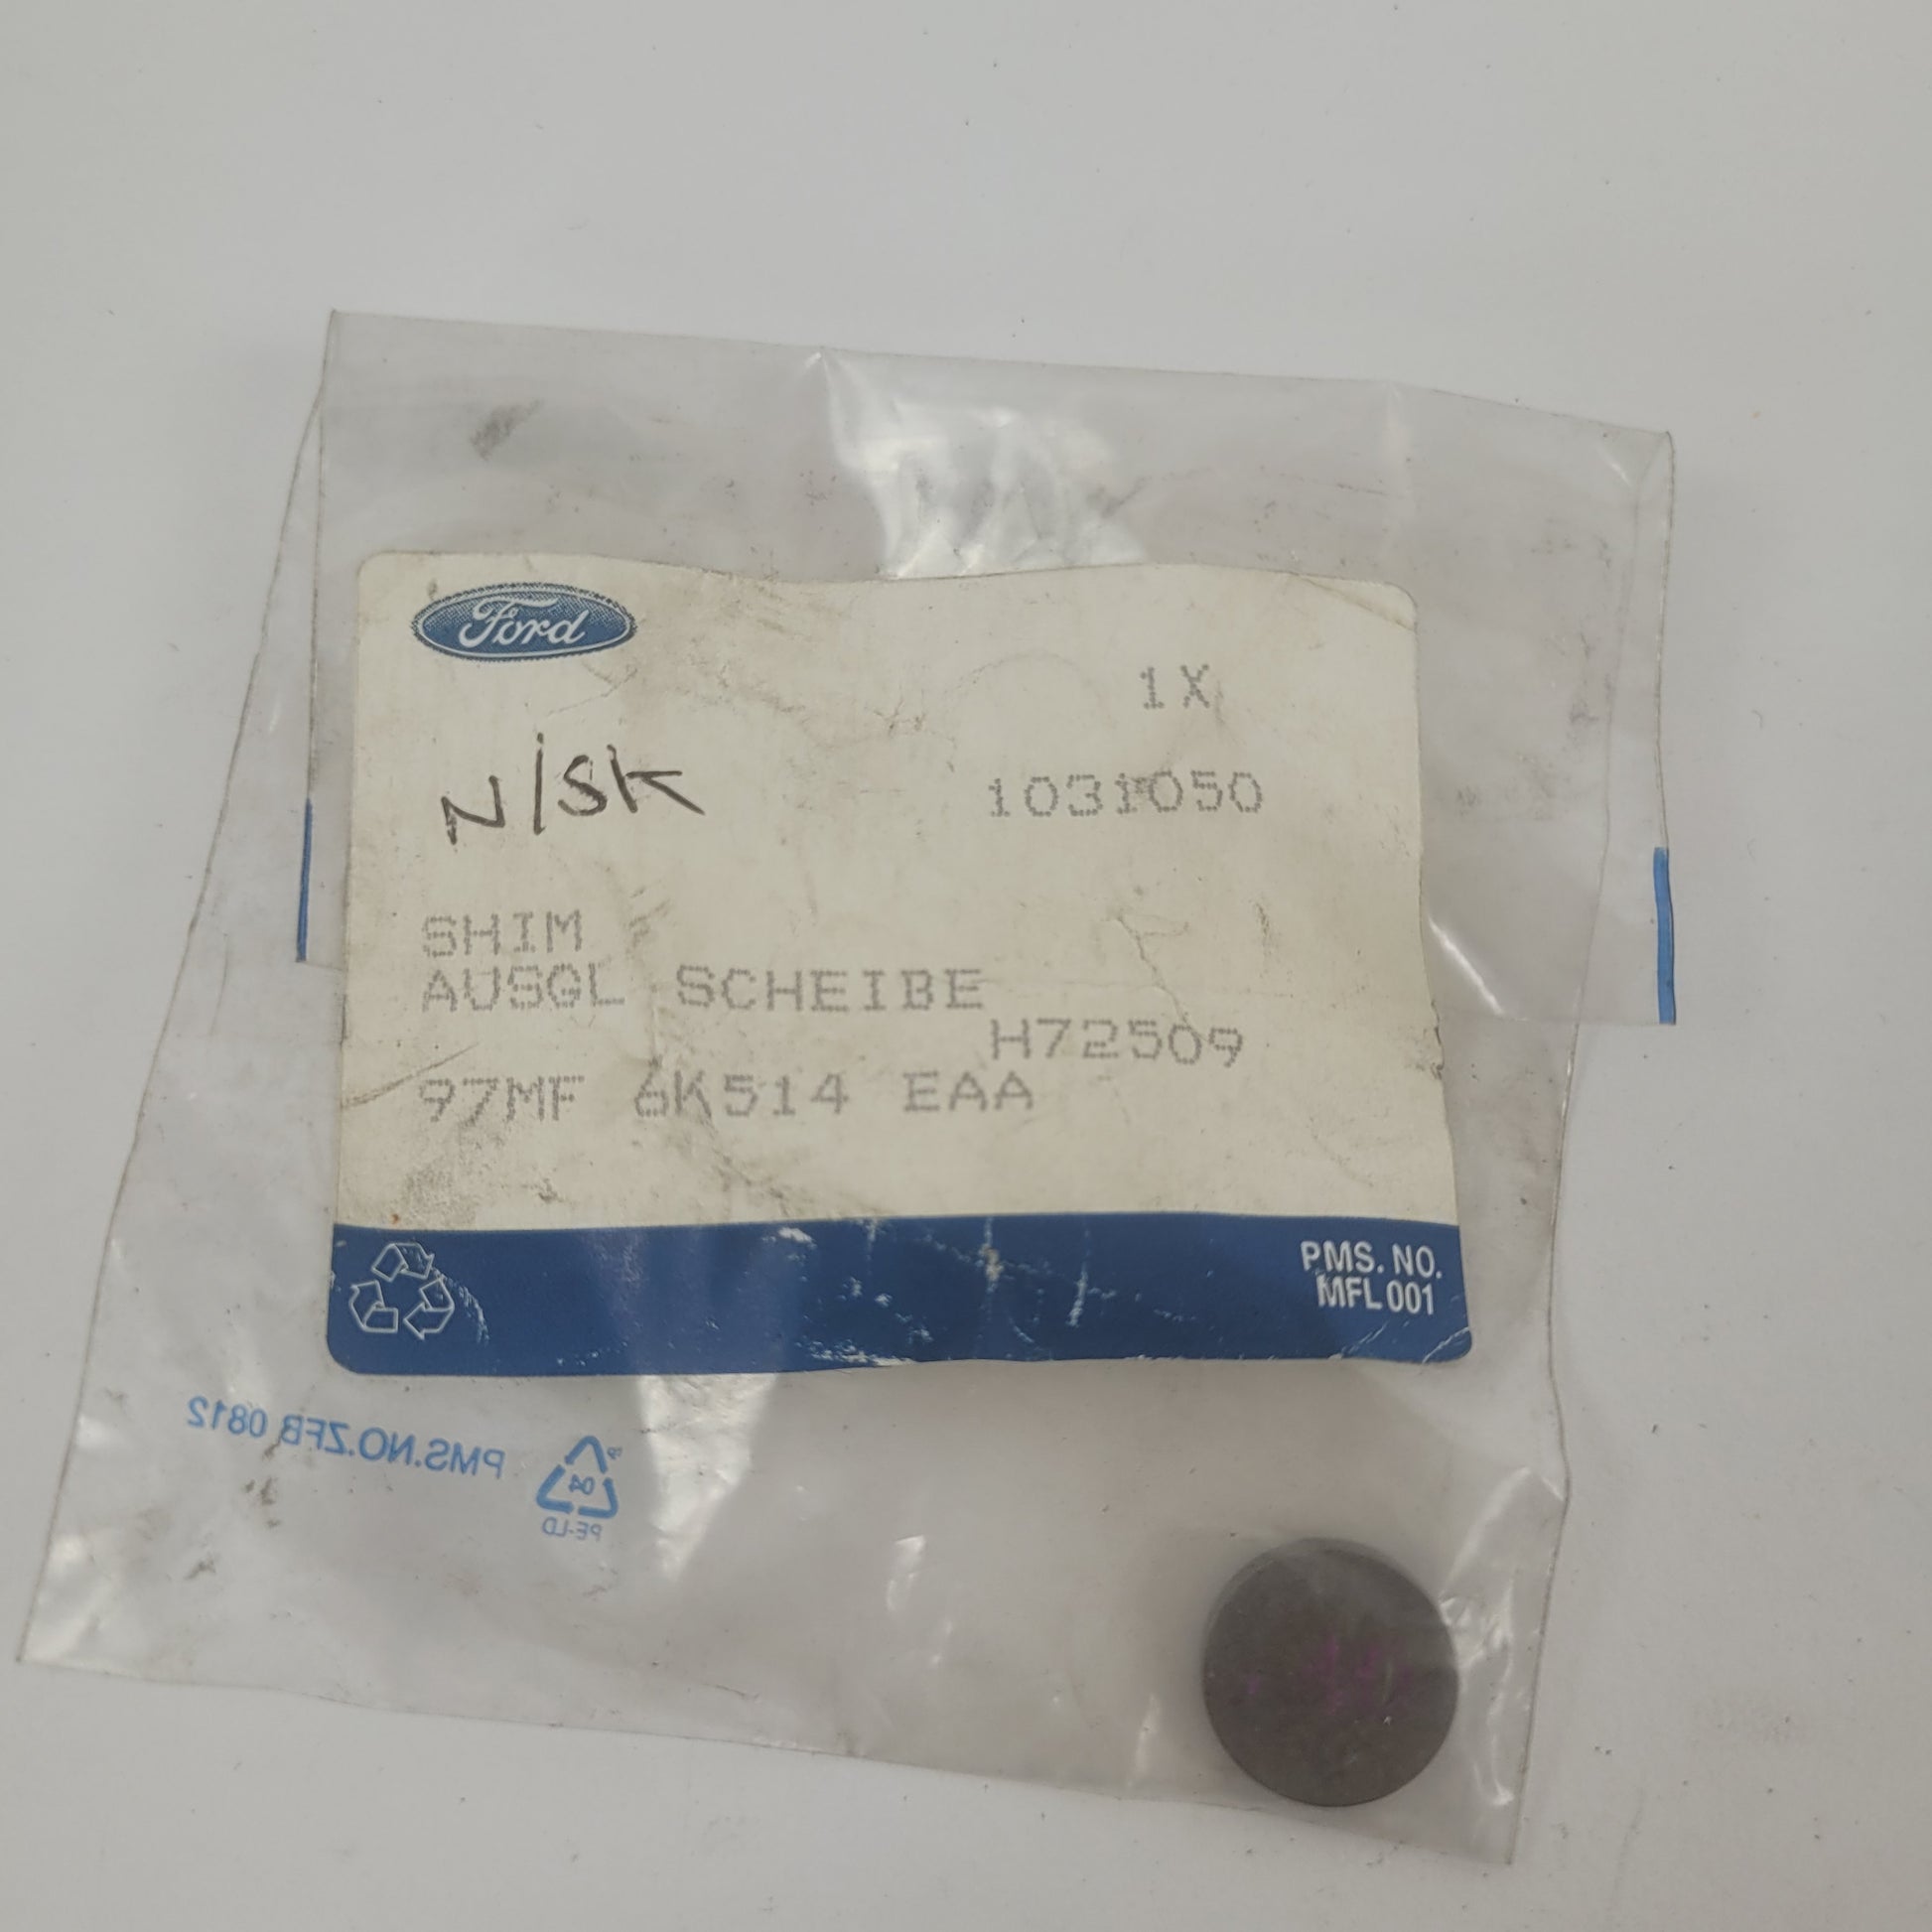 Ford
1X
N/SK
1031050
SHIM
AUSGL SCHEIBE
H72509
97MF 6K514 EAA
PMS. NO.
MFL 001
PMS.NO.ZFB 0812
04
PE-LD